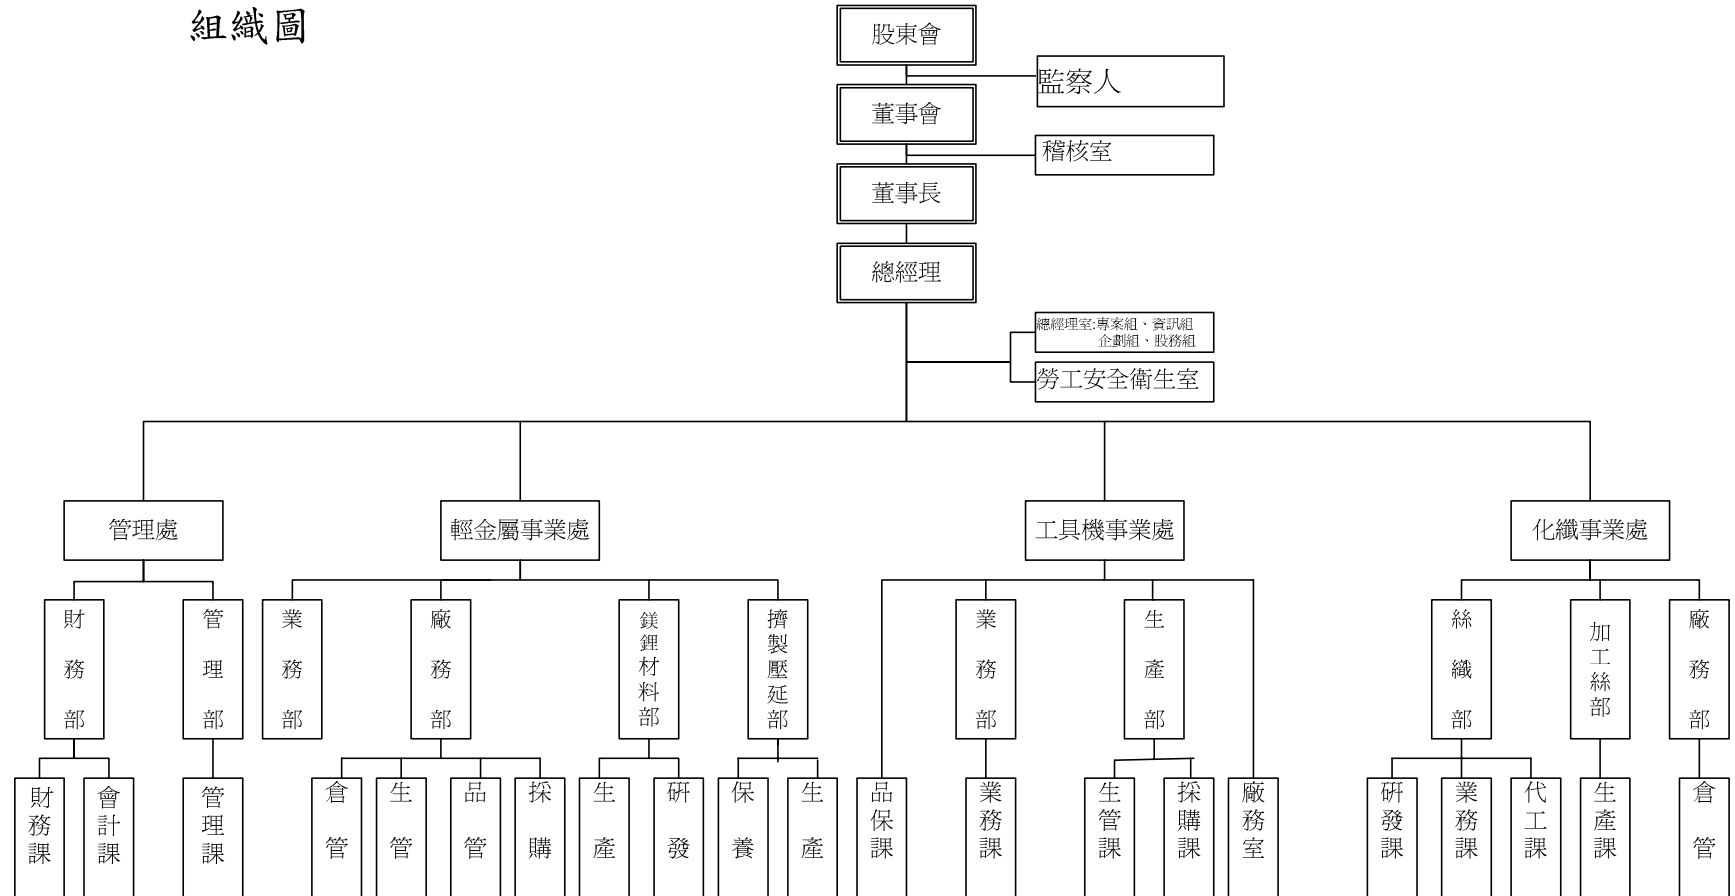 組織圖
股東會
監察人
董事會
稽核室
董事長
總經理
總經理室:專案組、資訊組
企劃組、股務組
勞工安全衛生室
管理處
輕金屬事業處
工具機事業處
化纖事業處
財務部
管理部
業務部
廠務部
鎂鋰材料部
擠製壓延部
業務部
生產部
絲織部
加工絲部
廠務部
財務課
會計課
管理課
倉管
生管
品管
採購
生產
研發
保養
生產
品保課
業務課
生管課
採購課
廠務室
研發課
業務課
代工課
生產課
倉管